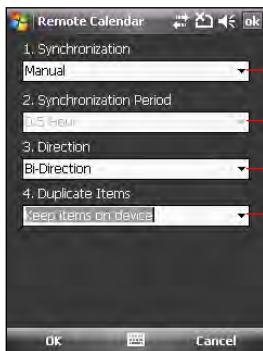 Remote Calendar ok
1. Synchronization
Manual
2. Synchronization Period
0.5 Hour
3. Direction
Bi-Direction
4. Duplicate Items
Keep items on device
OK Cancel